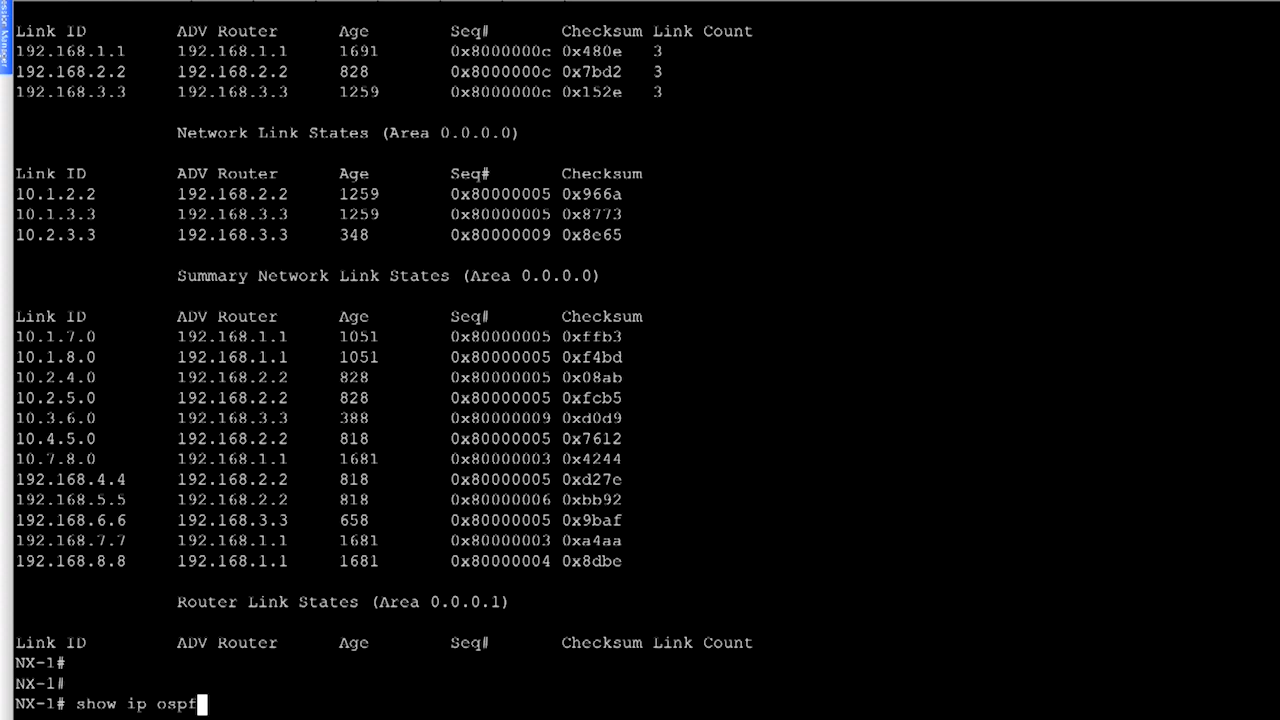 Link ID ADV Router Age Seq# Checksum Link Count
192.168.1.1 192.168.1.1 1691 0x8000000c 0x480e 3
192.168.2.2 192.168.2.2 828 0x8000000c 0x7bd2 3
192.168.3.3 192.168.3.3 1259 0x8000000c 0x152e 3
Network Link States (Area 0.0.0.0)
Link ID ADV Router Age Seq# Checksum
10.1.2.2 192.168.2.2 1259 0x80000005 0x966a
10.1.3.3 192.168.3.3 1259 0x80000005 0x8773
10.2.3.3 192.168.3.3 348 0x80000009 0x8e65
Summary Network Link States (Area 0.0.0.0)
Link ID ADV Router Age Seq# Checksum
10.1.7.0 192.168.1.1 1051 0x80000005 0xffb3
10.1.8.0 192.168.1.1 1051 0x80000005 0xf4bd
10.2.4.0 192.168.2.2 828 0x80000005 0x08ab
10.2.5.0 192.168.2.2 828 0x80000005 0xfcb5
10.3.6.0 192.168.3.3 388 0x80000009 0xd0d9
10.4.5.0 192.168.2.2 818 0x80000005 0x7612
10.7.8.0 192.168.1.1 1681 0x80000003 0x4244
192.168.4.4 192.168.2.2 818 0x80000005 0xd27e
192.168.5.5 192.168.2.2 818 0x80000006 0xbb92
192.168.6.6 192.168.3.3 658 0x80000005 0x9baf
192.168.7.7 192.168.1.1 1681 0x80000003 0xa4aa
192.168.8.8 192.168.1.1 1681 0x80000004 0x8dbe
Router Link States (Area 0.0.0.1)
Link ID ADV Router Age Seq# Checksum Link Count
NX-1#
NX-1#
NX-1# show ip ospf
Manager